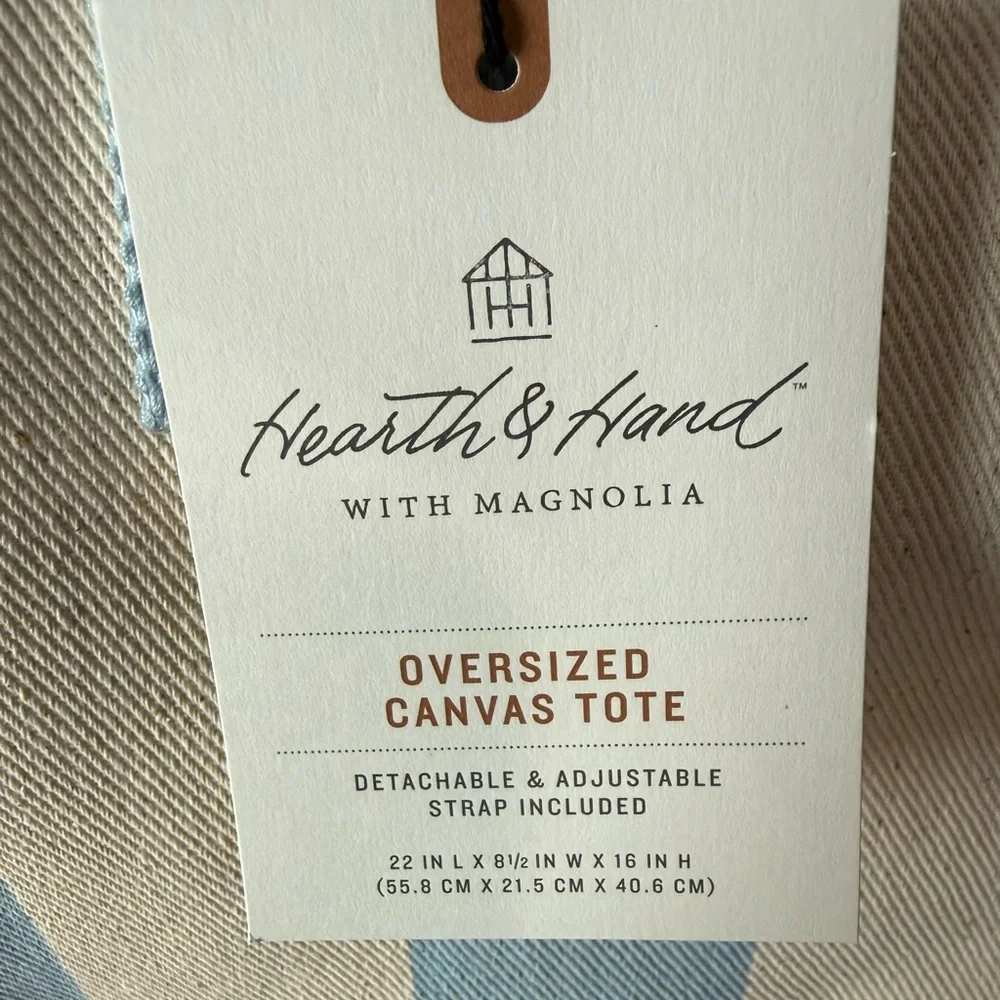 Hearth & Hand™
WITH MAGNOLIA
OVERSIZED
CANVAS TOTE
DETACHABLE & ADJUSTABLE
STRAP INCLUDED
22 IN L X 8½ IN W X 16 IN H
(55.8 CM X 21.5 CM X 40.6 CM)